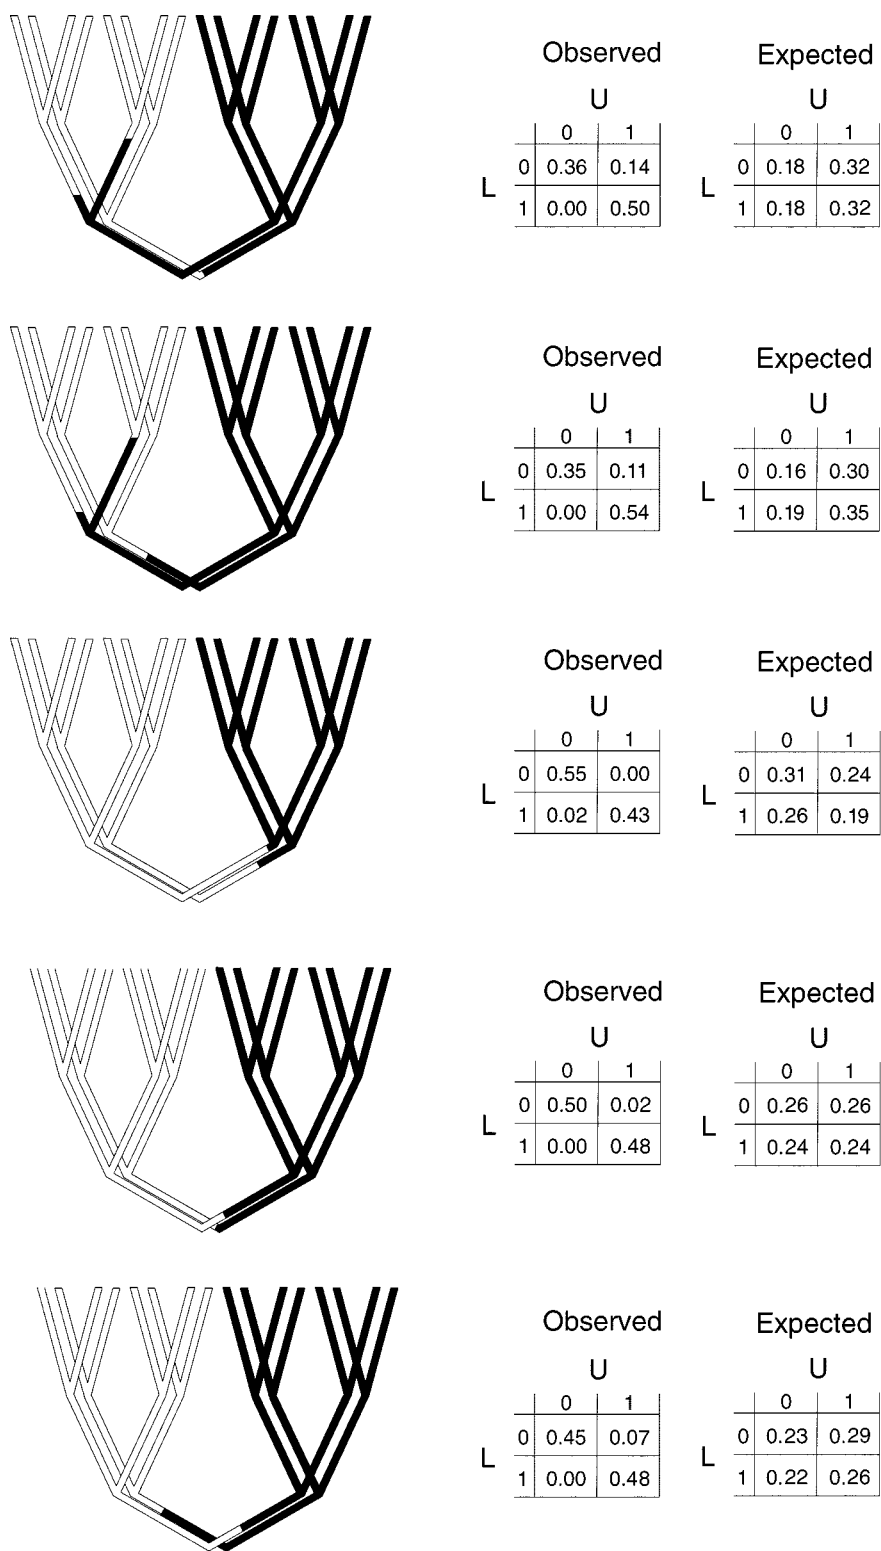 Observed Expected
U U
0 1 0 1
0 0.36 0.14 0 0.18 0.32
L L
1 0.00 0.50 1 0.18 0.32
Observed Expected
U U
0 1 0 1
0 0.35 0.11 0 0.16 0.30
L L
1 0.00 0.54 1 0.19 0.35
Observed Expected
U U
0 1 0 1
0 0.55 0.00 0 0.31 0.24
L L
1 0.02 0.43 1 0.26 0.19
Observed Expected
U U
0 1 0 1
0 0.50 0.02 0 0.26 0.26
L L
1 0.00 0.48 1 0.24 0.24
Observed Expected
U U
0 1 0 1
0 0.45 0.07 0 0.23 0.29
L L
1 0.00 0.48 1 0.22 0.26